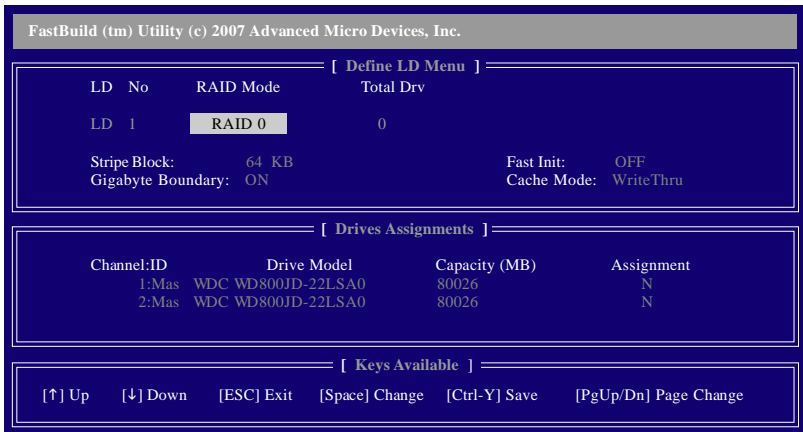 FastBuild (tm) Utility (c) 2007 Advanced Micro Devices, Inc.
[ Define LD Menu ]
LD No RAID Mode Total Drv
LD 1 RAID 0 0
Stripe Block: 64 KB Fast Init: OFF
Gigabyte Boundary: ON Cache Mode: WriteThru
[ Drives Assignments ]
Channel:ID Drive Model Capacity (MB) Assignment
1:Mas WDC WD800JD-22LSA0 80026 N
2:Mas WDC WD800JD-22LSA0 80026 N
[ Keys Available ]
[↑] Up [↓] Down [ESC] Exit [Space] Change [Ctrl-Y] Save [PgUp/Dn] Page Change